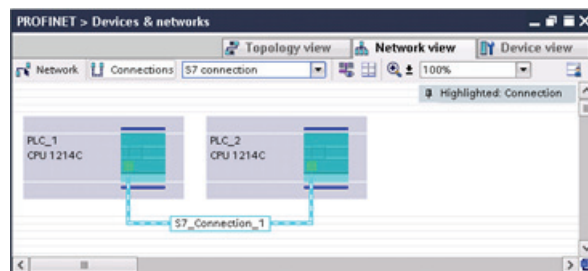 PROFINET > Devices & networks
Topology view Network view Device view
Network Connections S7 connection 100%
Highlighted: Connection
PLC_1
CPU 1214C
PLC_2
CPU 1214C
S7_Connection_1